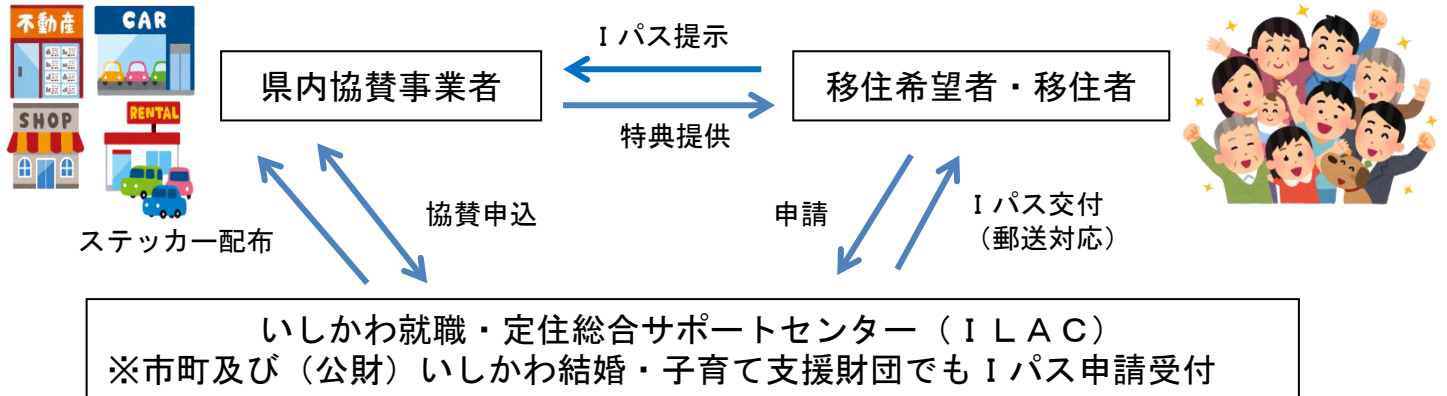 不動産
CAR
SHOP
RENTAL
Ｉパス提示
県内協賛事業者
移住希望者・移住者
特典提供
ステッカー配布
協賛申込
申請
Ｉパス交付
（郵送対応）
いしかわ就職・定住総合サポートセンター（ＩＬＡＣ）
※市町及び（公財）いしかわ結婚・子育て支援財団でもＩパス申請受付